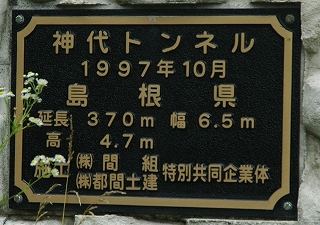 神代トンネル
1997年10月
島根県
延長 370m 幅 6.5m
高 4.7m
施工 ㈱間組
㈱都間土建
特別共同企業体